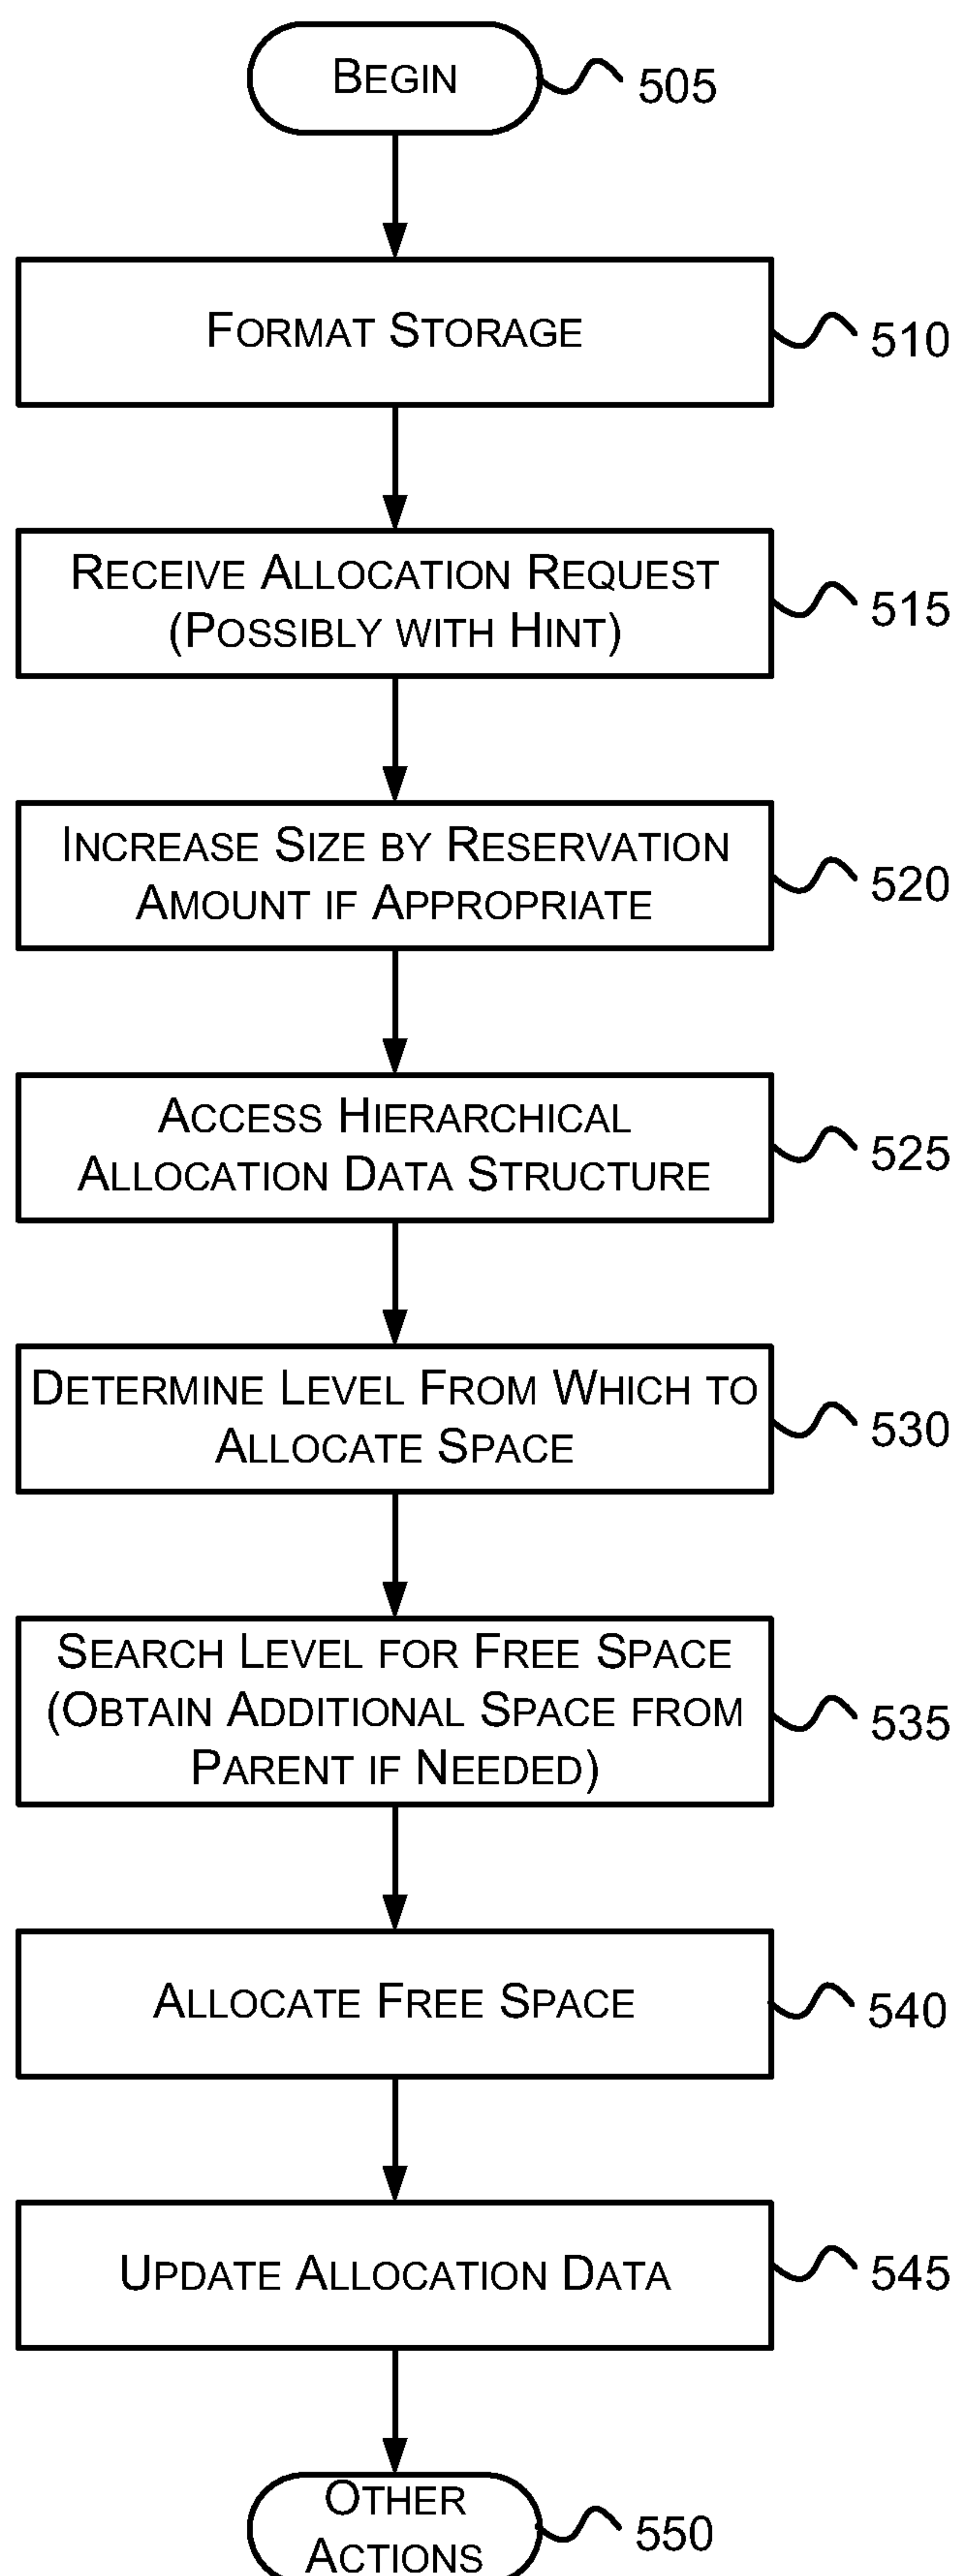 BEGIN
505
FORMAT STORAGE
510
RECEIVE ALLOCATION REQUEST
(POSSIBLY WITH HINT)
515
INCREASE SIZE BY RESERVATION
AMOUNT IF APPROPRIATE
520
ACCESS HIERARCHICAL
ALLOCATION DATA STRUCTURE
525
DETERMINE LEVEL FROM WHICH TO
ALLOCATE SPACE
530
SEARCH LEVEL FOR FREE SPACE
(OBTAIN ADDITIONAL SPACE FROM
PARENT IF NEEDED)
535
ALLOCATE FREE SPACE
540
UPDATE ALLOCATION DATA
545
OTHER
ACTIONS
550